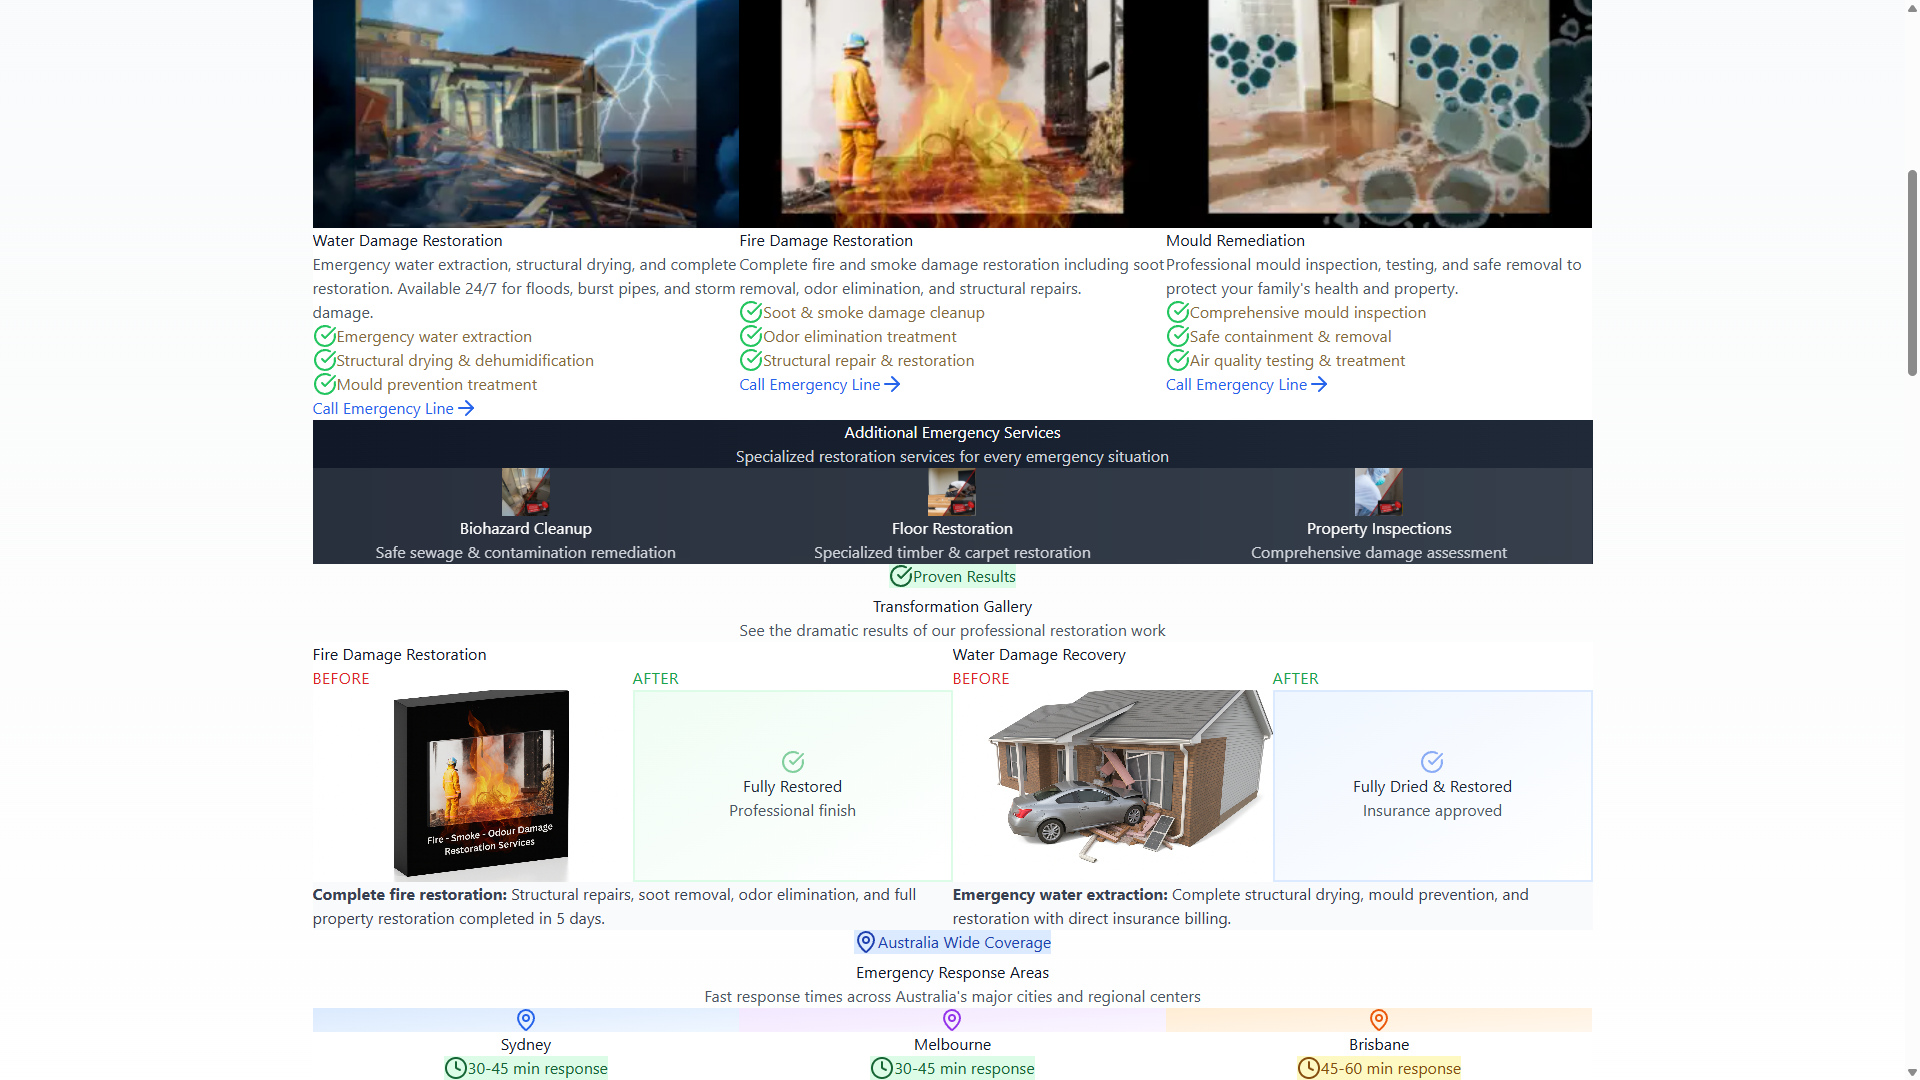 Water Damage Restoration
Emergency water extraction, structural drying, and complete
restoration. Available 24/7 for floods, burst pipes, and storm
damage.
Emergency water extraction
Structural drying & dehumidification
Mould prevention treatment
Call Emergency Line
Fire Damage Restoration
Complete fire and smoke damage restoration including soot
removal, odor elimination, and structural repairs.
Soot & smoke damage cleanup
Odor elimination treatment
Structural repair & restoration
Call Emergency Line
Mould Remediation
Professional mould inspection, testing, and safe removal to
protect your family's health and property.
Comprehensive mould inspection
Safe containment & removal
Air quality testing & treatment
Call Emergency Line
Additional Emergency Services
Specialized restoration services for every emergency situation
Biohazard Cleanup
Safe sewage & contamination remediation
Floor Restoration
Specialized timber & carpet restoration
Property Inspections
Comprehensive damage assessment
Proven Results
Transformation Gallery
See the dramatic results of our professional restoration work
Fire Damage Restoration
BEFORE
Fire - Smoke - Odour Damage
Restoration Services
AFTER
Fully Restored
Professional finish
Complete fire restoration: Structural repairs, soot removal, odor elimination, and full
property restoration completed in 5 days.
Water Damage Recovery
BEFORE
AFTER
Fully Dried & Restored
Insurance approved
Emergency water extraction: Complete structural drying, mould prevention, and
restoration with direct insurance billing.
Australia Wide Coverage
Emergency Response Areas
Fast response times across Australia's major cities and regional centers
Sydney
30-45 min response
Melbourne
30-45 min response
Brisbane
45-60 min response